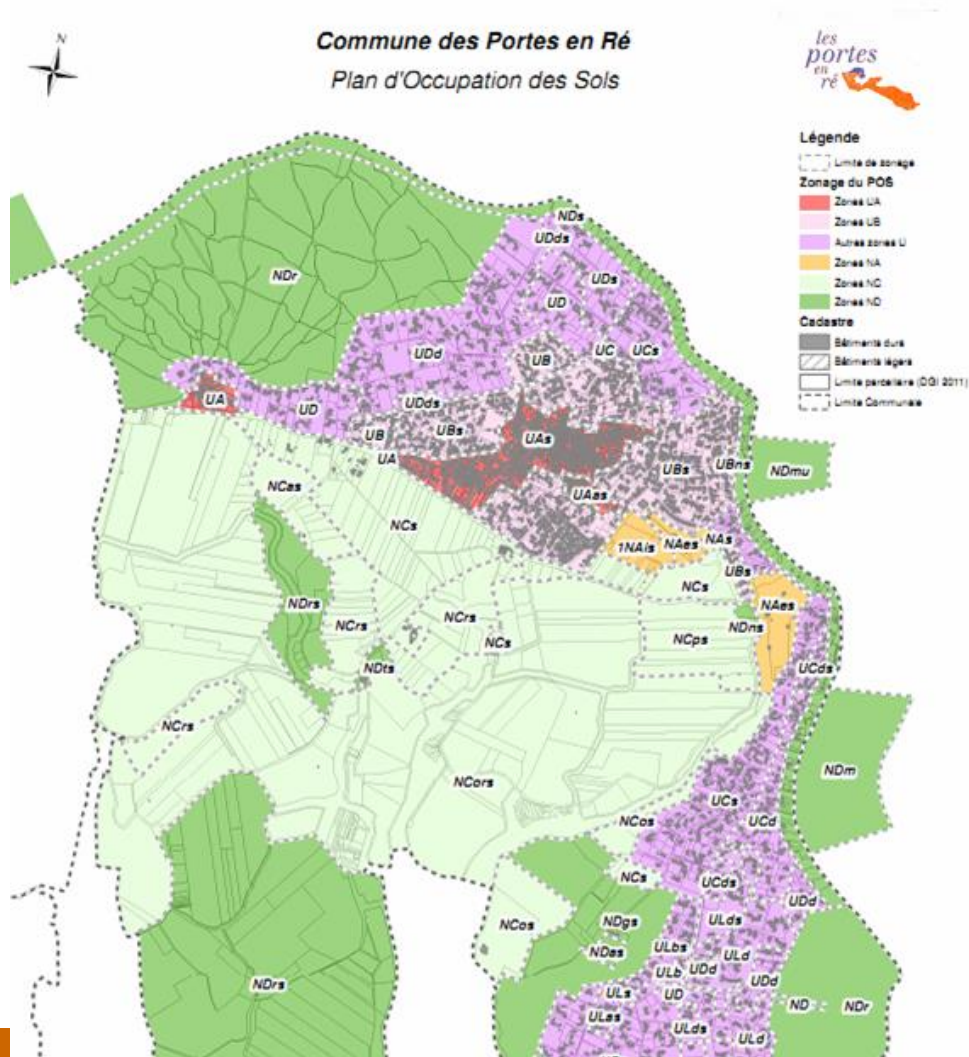 N
Commune des Portes en Ré
Plan d'Occupation des Sols
les
portes
en
ré
Légende
Limite de zonage
Zonage du POS
Zones UA
Zones UB
Autres zones U
Zones NA
Zones NC
Zones ND
Cadastre
Bâtiments durs
Bâtiments légers
Limite parcellaire (DGI 2011)
Limite Communale
NDs
UDds
NDr
UDs
UD
UDd
UB
UC
UCs
UA
UD
UDds
UB
UBs
UAs
UA
UBs
UBns
NDmu
NCas
UAas
NCs
1NAis
NAes
NAs
UBs
NCs
NAes
NDrs
NCrs
NCrs
NCs
NCps
NDns
NDts
UCds
NCrs
NDm
NCors
UCs
UCd
NCos
NCs
UCds
UDd
NCos
NDgs
ULds
NDas
ULbs
ULd
ULb
UDd
UDd
NDrs
ULs
UD
ND
NDr
ULas
ULds
ULd